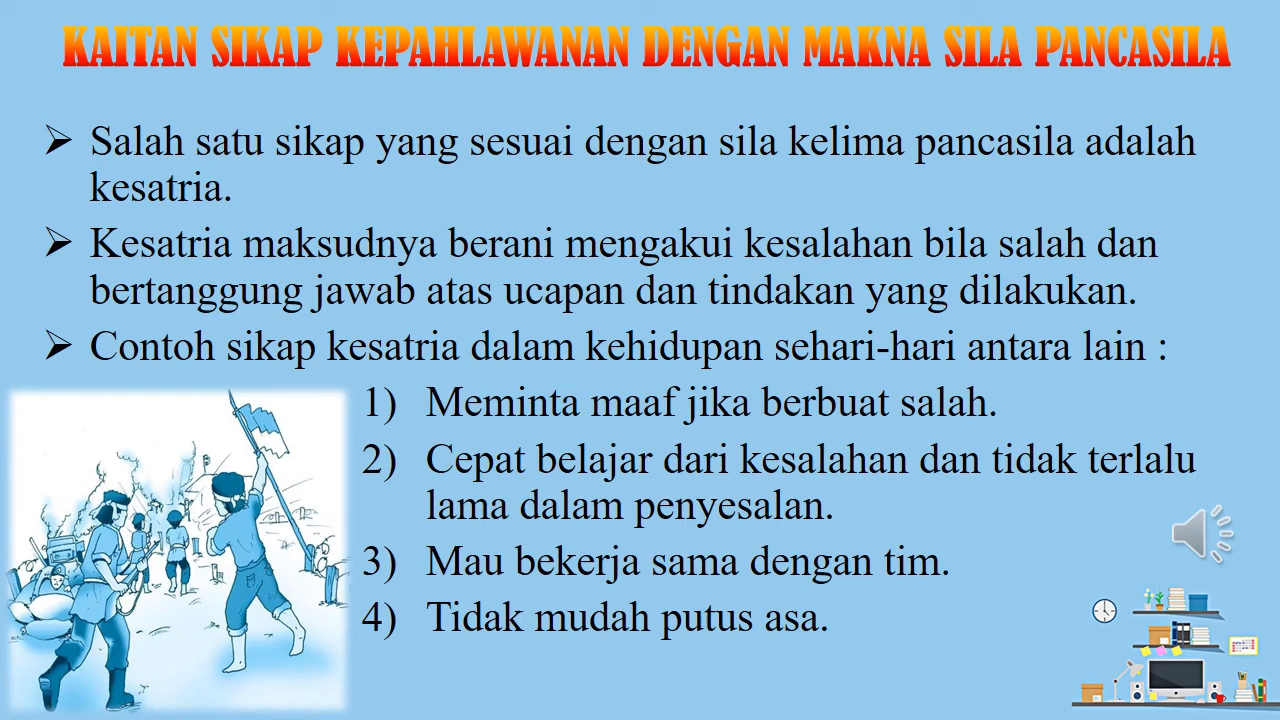 KAITAN SIKAP KEPAHLAWANAN DENGAN MAKNA SILA PANCASILA
➢ Salah satu sikap yang sesuai dengan sila kelima pancasila adalah
kesatria.
➢ Kesatria maksudnya berani mengakui kesalahan bila salah dan
bertanggung jawab atas ucapan dan tindakan yang dilakukan.
➢ Contoh sikap kesatria dalam kehidupan sehari-hari antara lain :
1) Meminta maaf jika berbuat salah.
2) Cepat belajar dari kesalahan dan tidak terlalu
lama dalam penyesalan.
3) Mau bekerja sama dengan tim.
4) Tidak mudah putus asa.